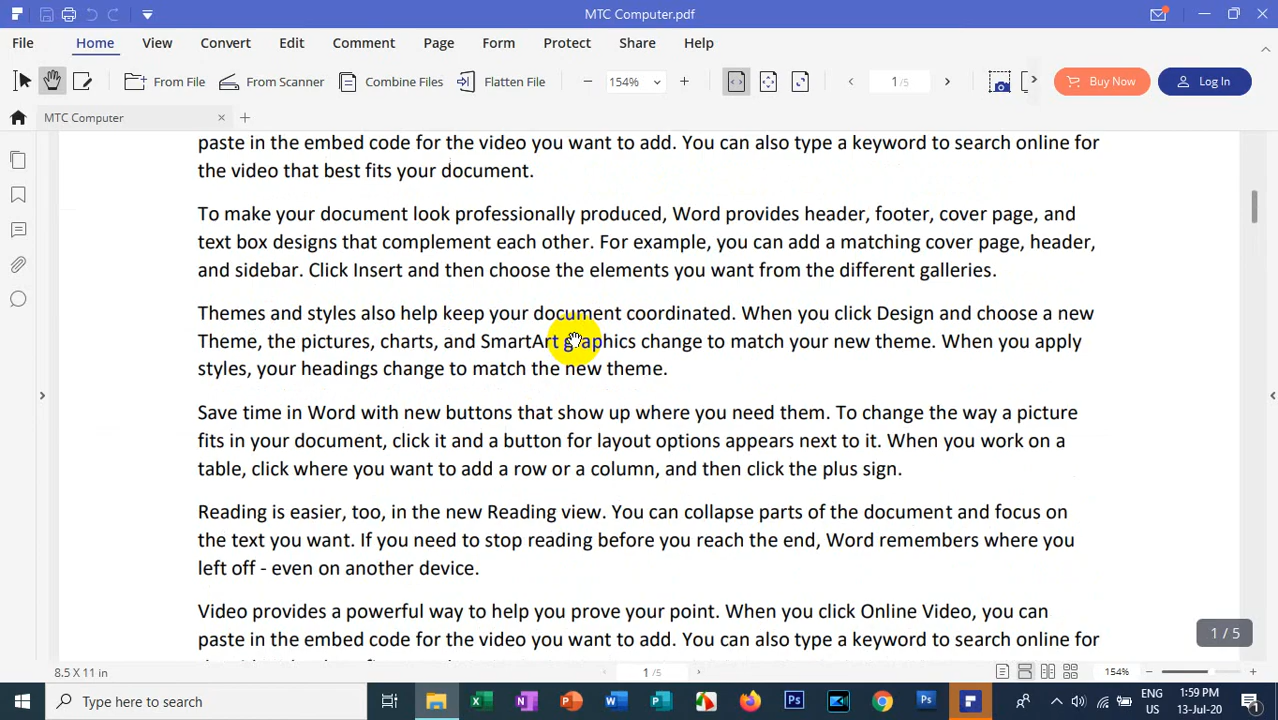 MTC Computer.pdf
File Home View Convert Edit Comment Page Form Protect Share Help
From File From Scanner Combine Files Flatten File 154% 1 /5 Buy Now Log In
MTC Computer
paste in the embed code for the video you want to add. You can also type a keyword to search online for
the video that best fits your document.
To make your document look professionally produced, Word provides header, footer, cover page, and
text box designs that complement each other. For example, you can add a matching cover page, header,
and sidebar. Click Insert and then choose the elements you want from the different galleries.
Themes and styles also help keep your document coordinated. When you click Design and choose a new
Theme, the pictures, charts, and SmartArt graphics change to match your new theme. When you apply
styles, your headings change to match the new theme.
Save time in Word with new buttons that show up where you need them. To change the way a picture
fits in your document, click it and a button for layout options appears next to it. When you work on a
table, click where you want to add a row or a column, and then click the plus sign.
Reading is easier, too, in the new Reading view. You can collapse parts of the document and focus on
the text you want. If you need to stop reading before you reach the end, Word remembers where you
left off - even on another device.
Video provides a powerful way to help you prove your point. When you click Online Video, you can
paste in the embed code for the video you want to add. You can also type a keyword to search online for
1 / 5
8.5 X 11 in 1 /5 154%
Type here to search ENG US 1:59 PM 13-Jul-20